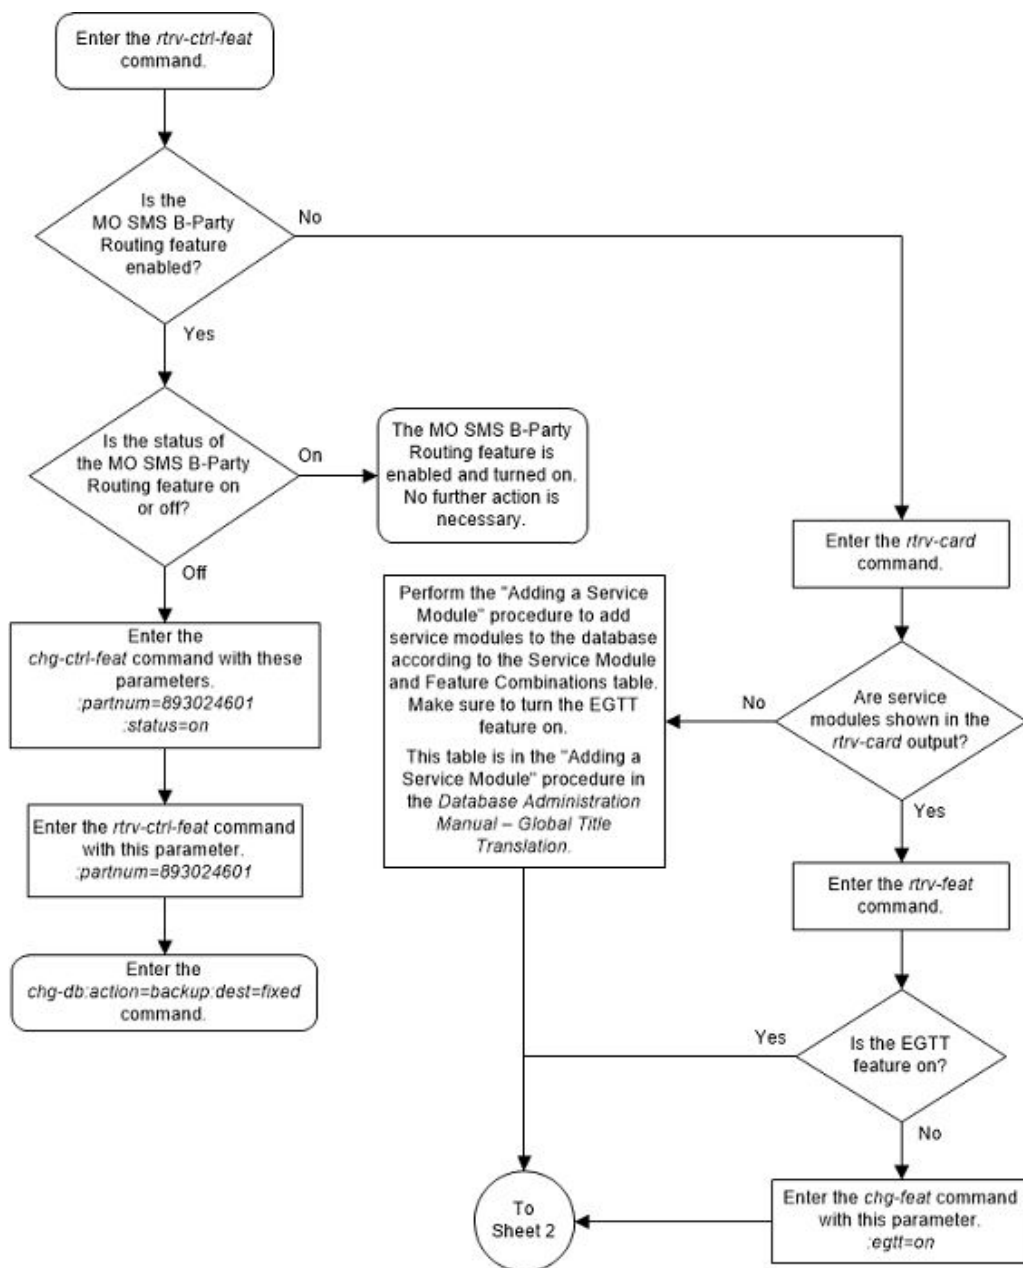 Enter the rtrv-ctrl-feat
command.
Is the
MO SMS B-Party
Routing feature
enabled?
No
Yes
Is the status of
the MO SMS B-Party
Routing feature on
or off?
On
The MO SMS B-Party
Routing feature is
enabled and turned on.
No further action is
necessary.
Off
Enter the
chg-ctrl-feat command with these
parameters.
:partnum=893024601
:status=on
Enter the rtrv-ctrl-feat command
with this parameter.
:partnum=893024601
Enter the
chg-db:action=backup:dest=fixed
command.
Enter the rtrv-card
command.
Are service
modules shown in the
rtrv-card output?
No
Perform the "Adding a Service
Module" procedure to add
service modules to the database
according to the Service Module
and Feature Combinations table.
Make sure to turn the EGTT
feature on.
This table is in the "Adding a
Service Module" procedure in
the Database Administration
Manual – Global Title
Translation.
Yes
Enter the rtrv-feat
command.
Is the EGTT
feature on?
Yes
No
Enter the chg-feat command
with this parameter.
:egtt=on
To
Sheet 2